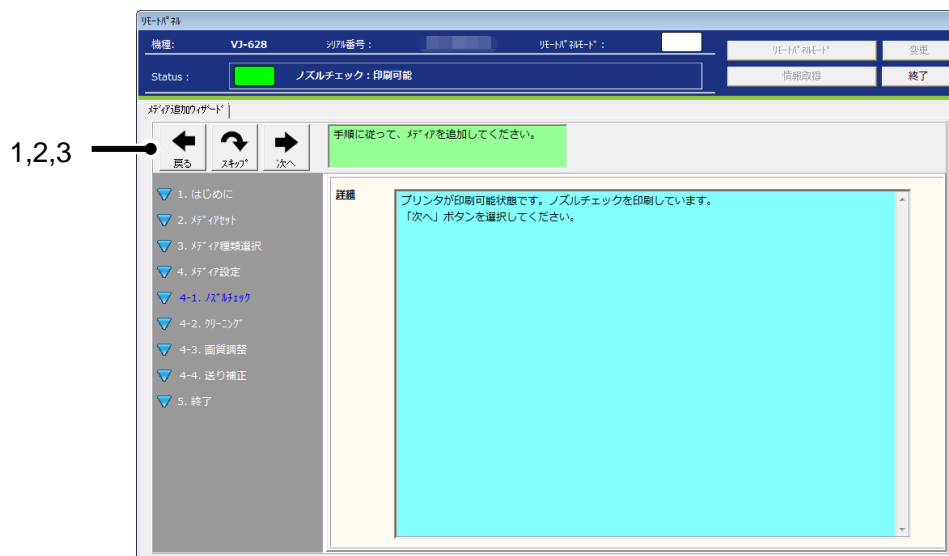 ﾘﾓｰﾄﾊﾟﾈﾙ
機種: VJ-628 ｼﾘｱﾙ番号： ﾘﾓｰﾄﾊﾟﾈﾙﾓｰﾄﾞ：
ﾘﾓｰﾄﾊﾟﾈﾙﾓｰﾄﾞ 変更
Status： ノズルチェック：印刷可能
情報取得 終了
ﾒﾃﾞｨｱ追加ｳｨｻﾞｰﾄﾞ
1,2,3
戻る ｽｷｯﾌﾟ 次へ
手順に従って、ﾒﾃﾞｨｱを追加してください。
1. はじめに
2. ﾒﾃﾞｨｱｾｯﾄ
3. ﾒﾃﾞｨｱ種類選択
4. ﾒﾃﾞｨｱ設定
4-1. ﾉｽﾞﾙﾁｪｯｸ
4-2. ｸﾘｰﾆﾝｸﾞ
4-3. 画質調整
4-4. 送り補正
5. 終了
詳細
プリンタが印刷可能状態です。ノズルチェックを印刷しています。
「次へ」ボタンを選択してください。